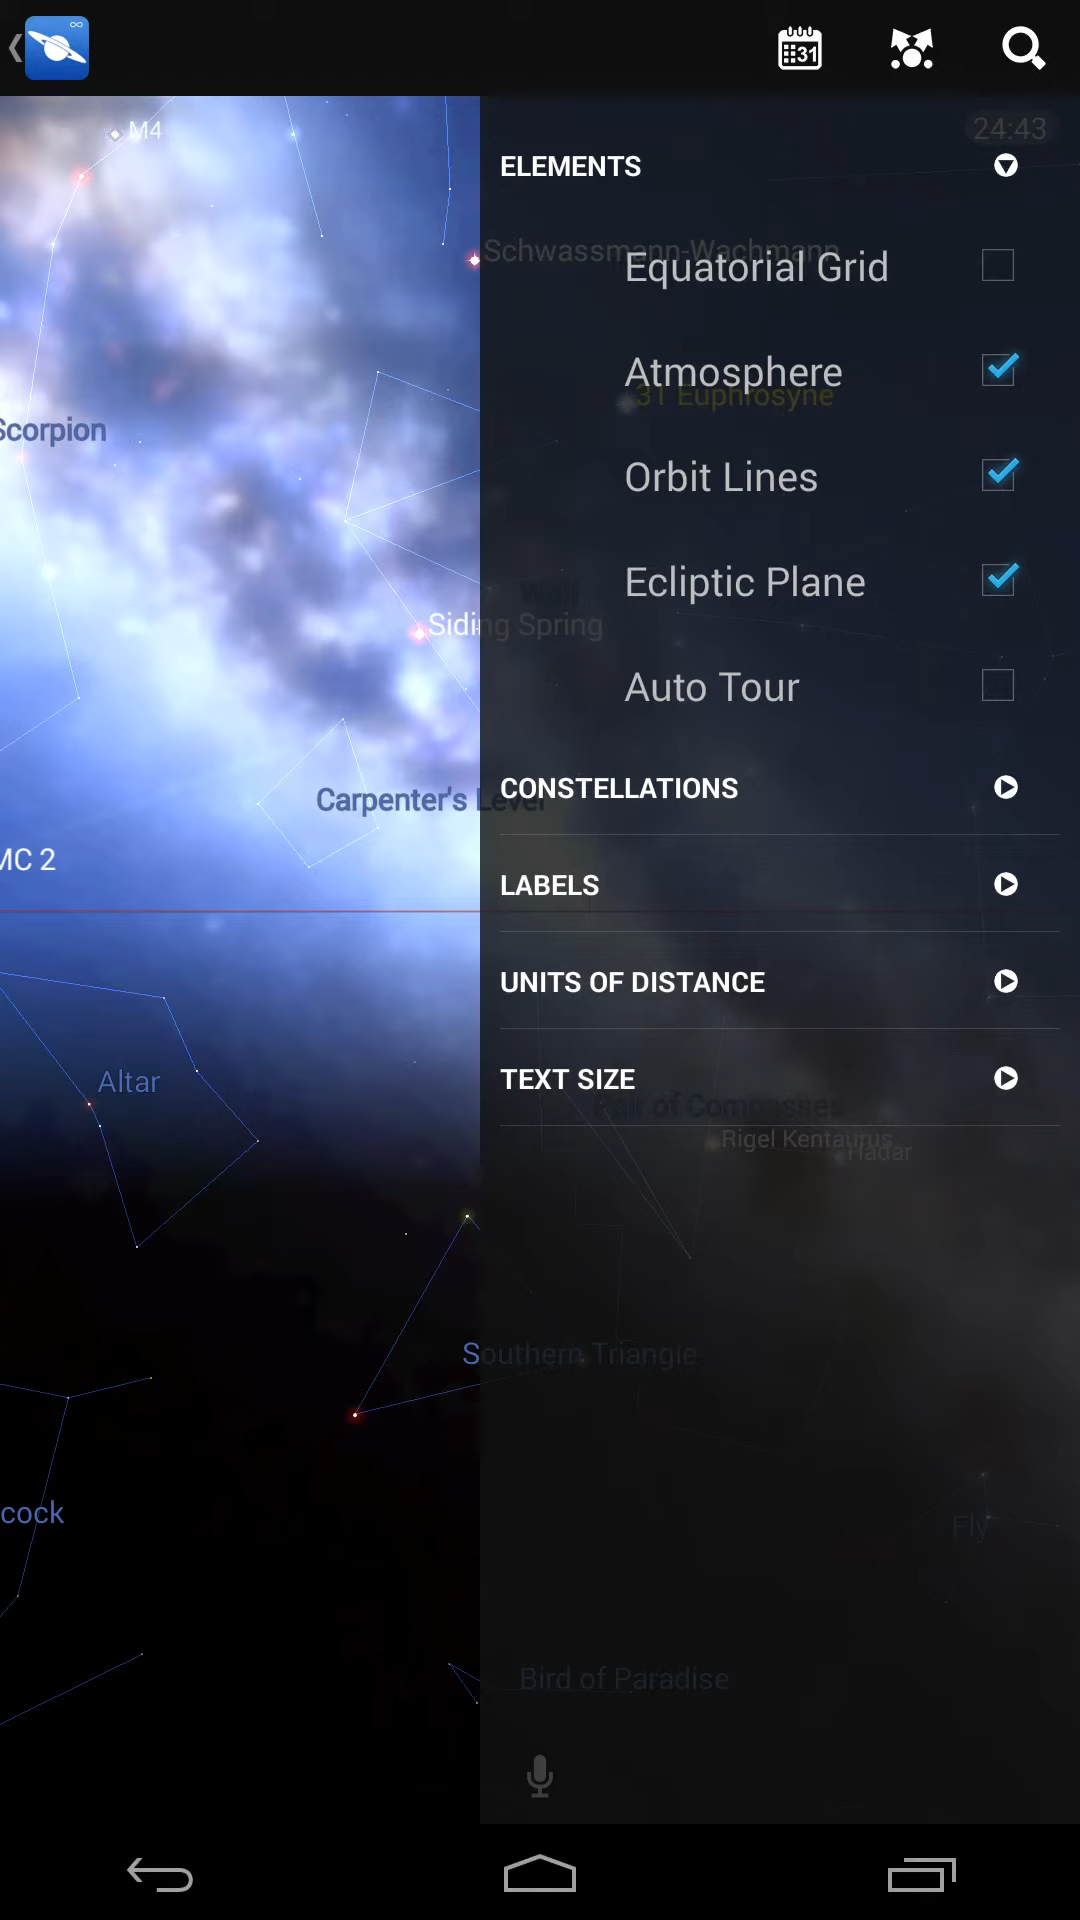 ∞
31
24:43
M4
ELEMENTS
Schwassmann-Wachmann
Equatorial Grid
Atmosphere
31 Euphrosyne
Scorpion
Orbit Lines
Ecliptic Plane
Wolf
Siding Spring
Auto Tour
CONSTELLATIONS
Carpenter's Level
MC 2
LABELS
UNITS OF DISTANCE
Altar
TEXT SIZE
Pair of Compasses
Rigel Kentaurus
Hadar
Southern Triangle
cock
Fly
Bird of Paradise